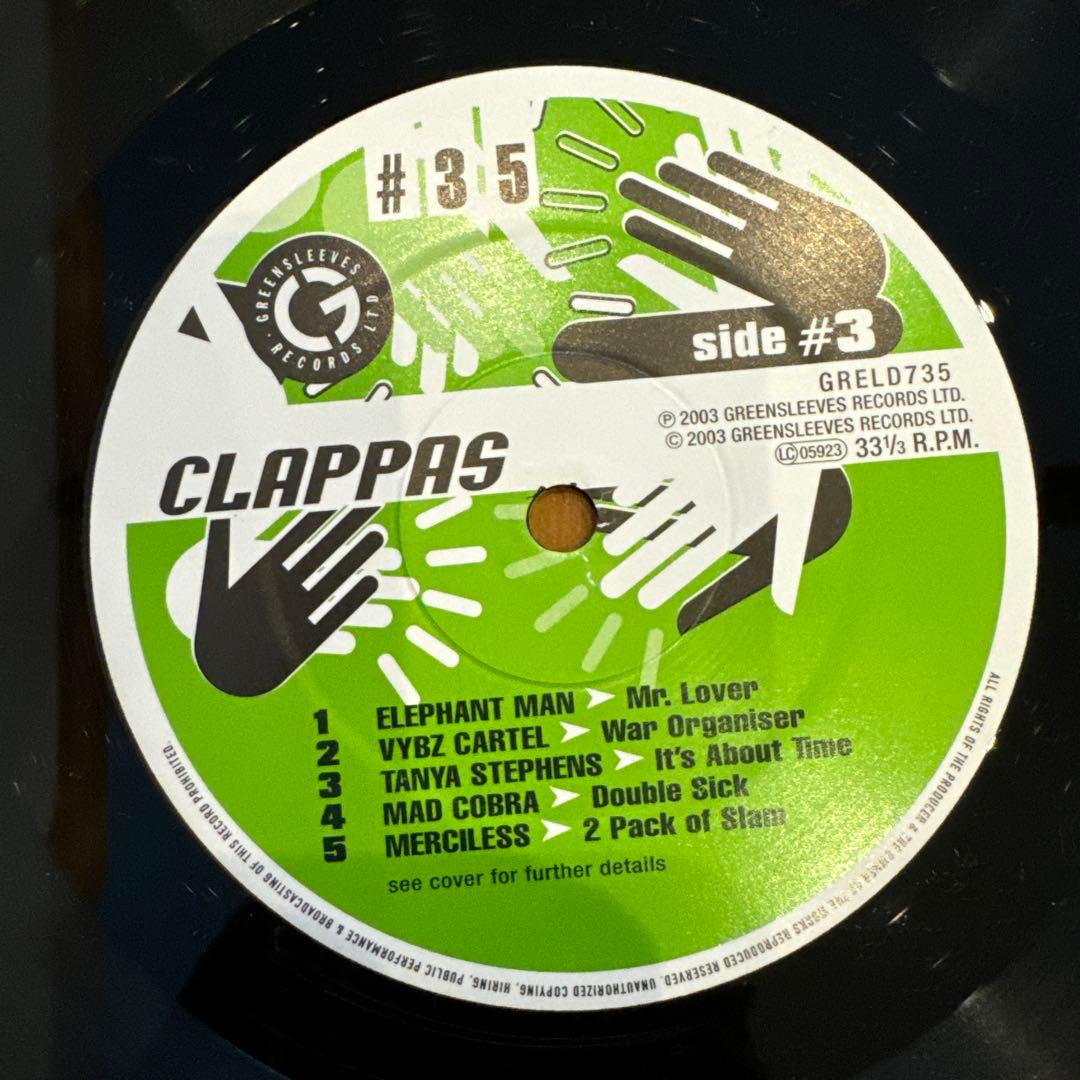 #35
GREENSLEEVES RECORDS LTD
side #3
GRELD735
℗ 2003 GREENSLEEVES RECORDS LTD.
© 2003 GREENSLEEVES RECORDS LTD.
LC 05923 33⅓ R.P.M.
CLAPPAS
1 ELEPHANT MAN ➤ Mr. Lover
2 VYBZ CARTEL ➤ War Organiser
3 TANYA STEPHENS ➤ It's About Time
4 MAD COBRA ➤ Double Sick
5 MERCILESS ➤ 2 Pack of Slam
see cover for further details
ALL RIGHTS OF THE PRODUCER & THE OWNER OF THE WORKS REPRODUCED RESERVED. UNAUTHORIZED COPYING, HIRING, PUBLIC PERFORMANCE & BROADCASTING OF THIS RECORD PROHIBITED.